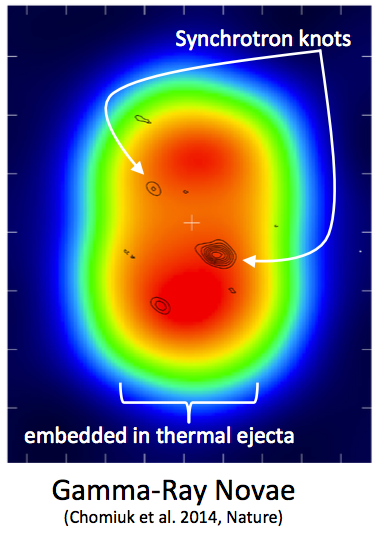 Synchrotron knots
embedded in thermal ejecta
Gamma-Ray Novae
(Chomiuk et al. 2014, Nature)